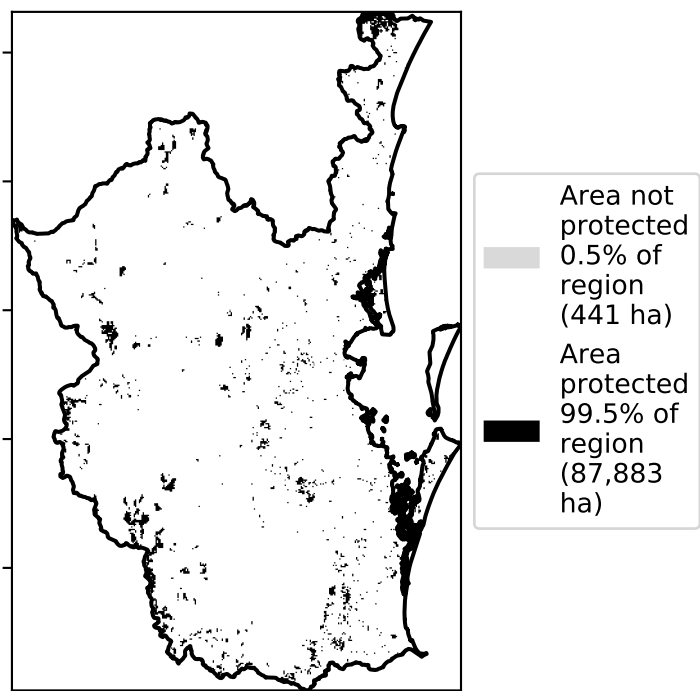 Area not
protected
0.5% of
region
(441 ha)
Area
protected
99.5% of
region
(87,883
ha)